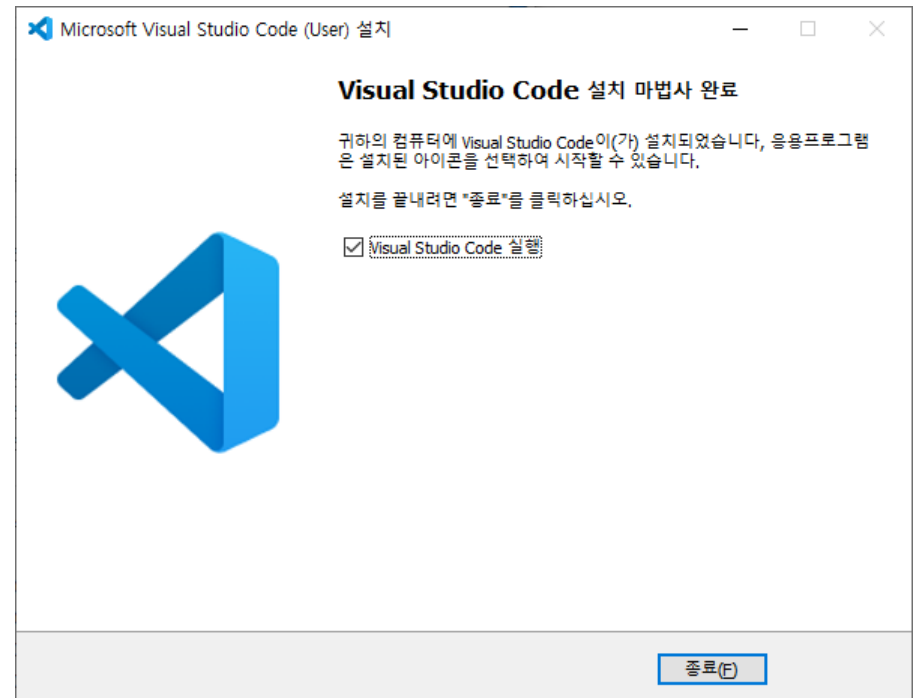 Microsoft Visual Studio Code (User) 설치
Visual Studio Code 설치 마법사 완료
귀하의 컴퓨터에 Visual Studio Code이(가) 설치되었습니다, 응용프로그램
은 설치된 아이콘을 선택하여 시작할 수 있습니다.
설치를 끝내려면 "종료"를 클릭하십시오.
Visual Studio Code 실행
종료(F)